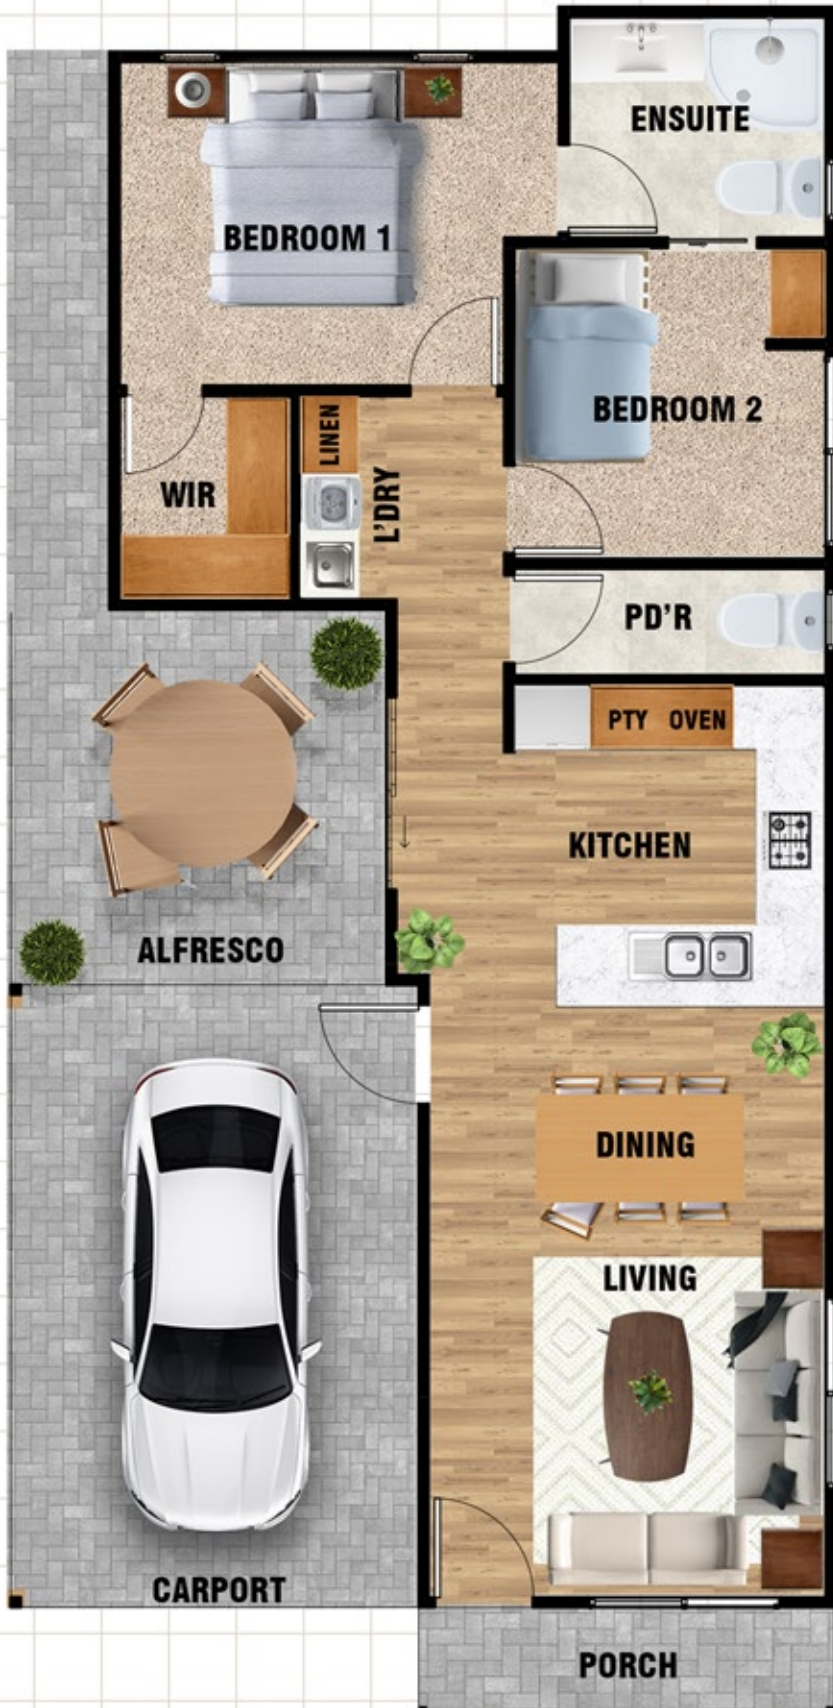 ENSUITE
BEDROOM 1
BEDROOM 2
LINEN
WIR
L'DRY
PD'R
PTY OVEN
KITCHEN
ALFRESCO
DINING
LIVING
CARPORT
PORCH